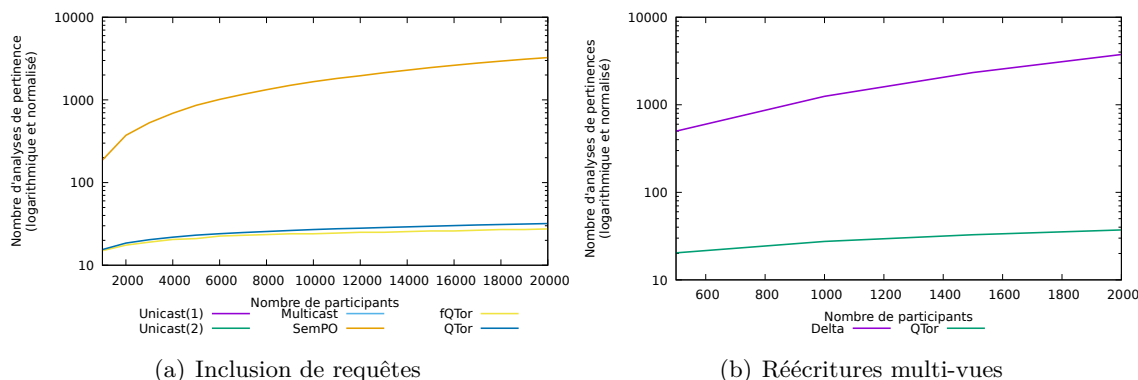 Nombre d'analyses de pertinence
(logarithmique et normalisé)
10000
1000
100
10
2000 4000 6000 8000 10000 12000 14000 16000 18000 20000
Nombre de participants
Unicast(1) Multicast fQTor
Unicast(2) SemPO QTor
(a) Inclusion de requêtes
Nombre d'analyses de pertinences
(logarithmique et normalisé)
10000
1000
100
10
600 800 1000 1200 1400 1600 1800 2000
Nombre de participants
Delta QTor
(b) Réécritures multi-vues